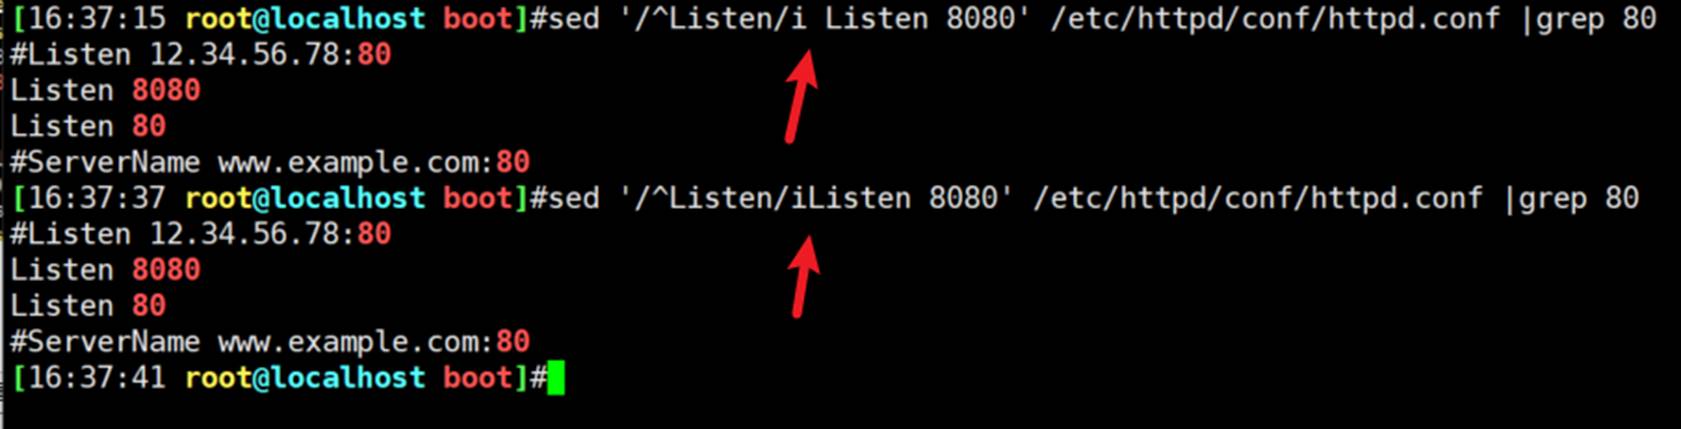 [16:37:15 root@localhost boot]#sed '/^Listen/i Listen 8080' /etc/httpd/conf/httpd.conf |grep 80
#Listen 12.34.56.78:80
Listen 8080
Listen 80
#ServerName www.example.com:80
[16:37:37 root@localhost boot]#sed '/^Listen/iListen 8080' /etc/httpd/conf/httpd.conf |grep 80
#Listen 12.34.56.78:80
Listen 8080
Listen 80
#ServerName www.example.com:80
[16:37:41 root@localhost boot]#